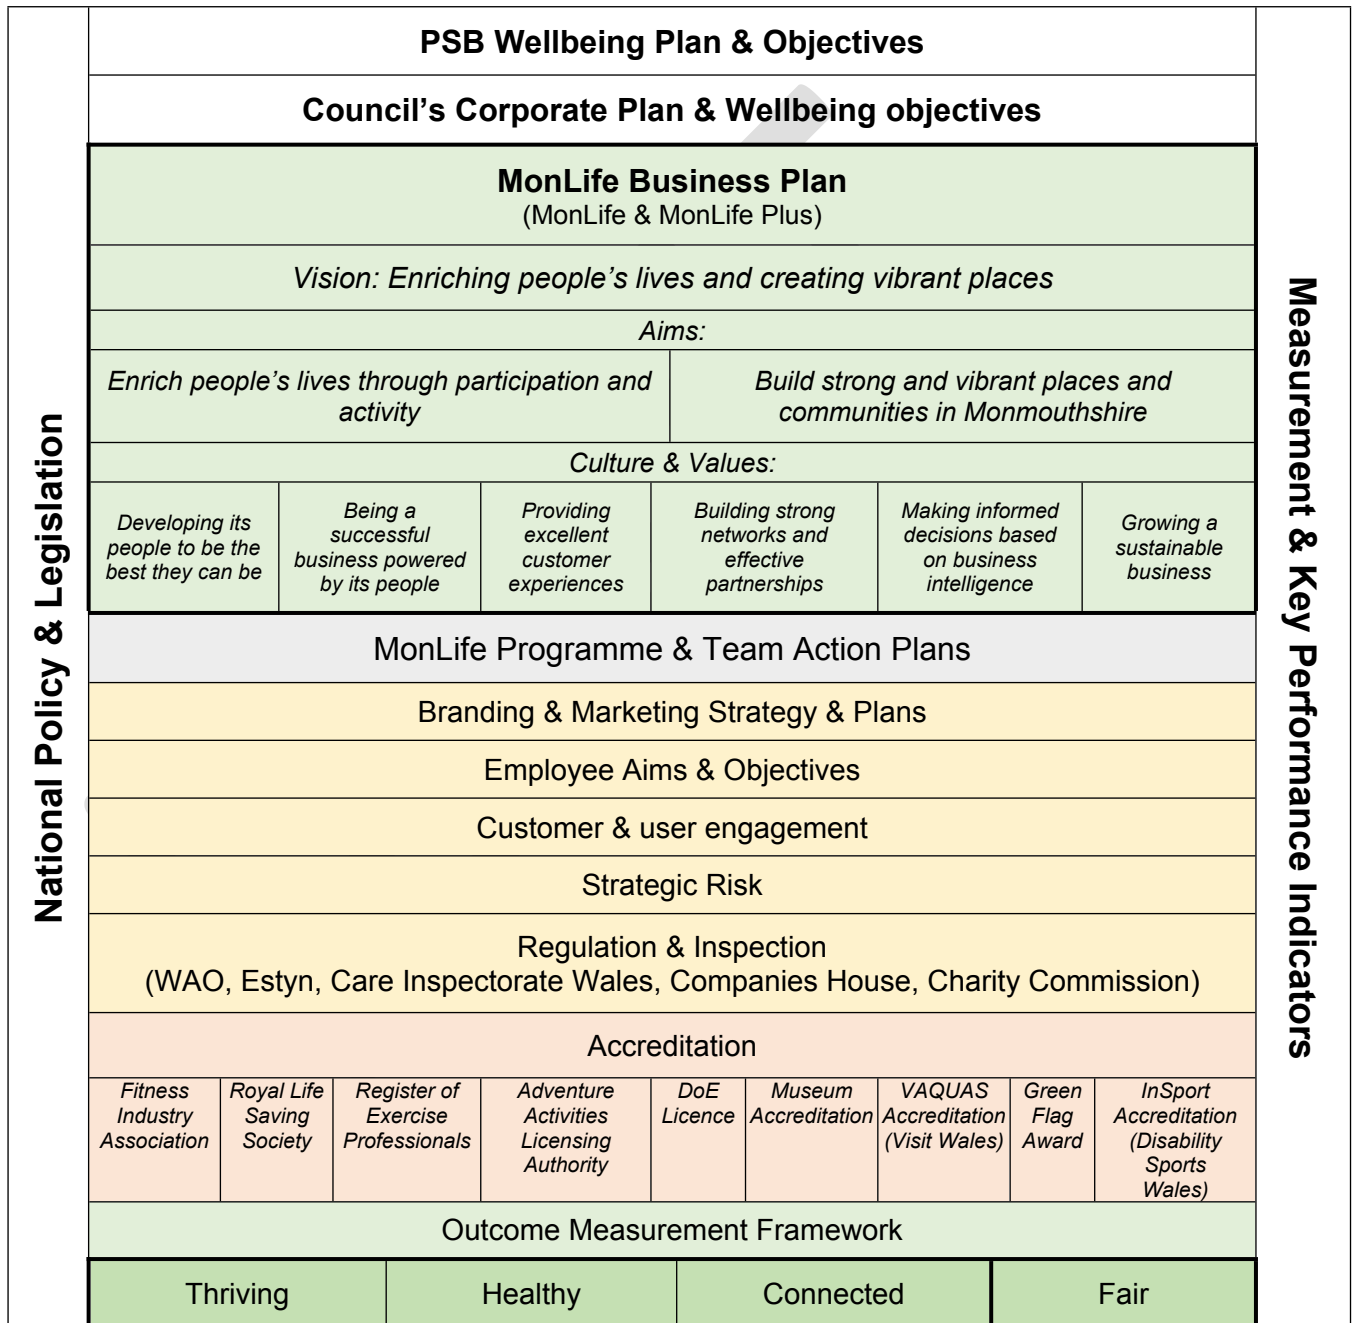 PSB Wellbeing Plan & Objectives
Council’s Corporate Plan & Wellbeing objectives
MonLife Business Plan
(MonLife & MonLife Plus)
Vision: Enriching people’s lives and creating vibrant places
Aims:
Enrich people’s lives through participation and
activity
Build strong and vibrant places and
communities in Monmouthshire
Culture & Values:
Developing its
people to be the
best they can be
Being a
successful
business powered
by its people
Providing
excellent
customer
experiences
Building strong
networks and
effective
partnerships
Making informed
decisions based
on business
intelligence
Growing a
sustainable
business
MonLife Programme & Team Action Plans
Branding & Marketing Strategy & Plans
Employee Aims & Objectives
Customer & user engagement
Strategic Risk
Regulation & Inspection
(WAO, Estyn, Care Inspectorate Wales, Companies House, Charity Commission)
Accreditation
Fitness
Industry
Association
Royal Life
Saving
Society
Register of
Exercise
Professionals
Adventure
Activities
Licensing
Authority
DoE
Licence
Museum
Accreditation
VAQUAS
Accreditation
(Visit Wales)
Green
Flag
Award
InSport
Accreditation
(Disability
Sports
Wales)
Outcome Measurement Framework
Thriving
Healthy
Connected
Fair
National Policy & Legislation
Measurement & Key Performance Indicators